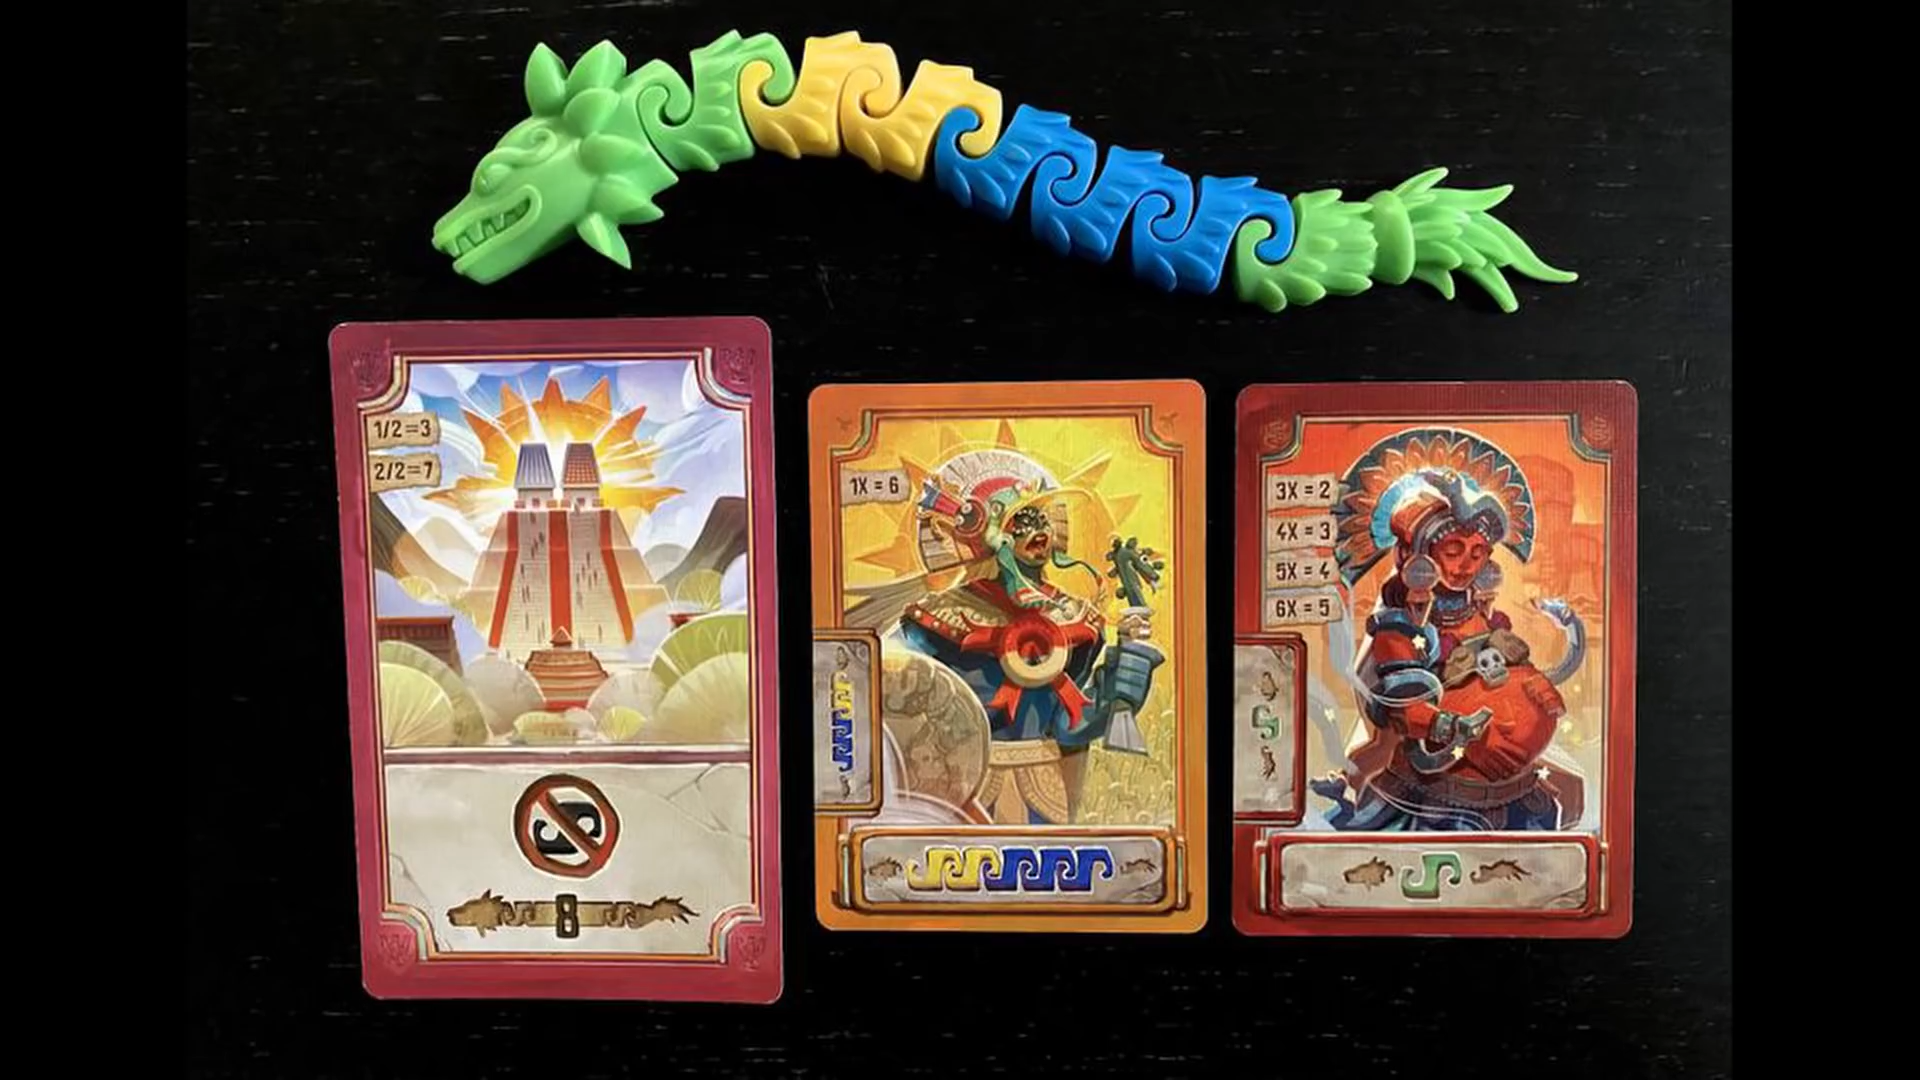 1/2=3
2/2=7
8
1X = 6
3X = 2
4X = 3
5X = 4
6X = 5